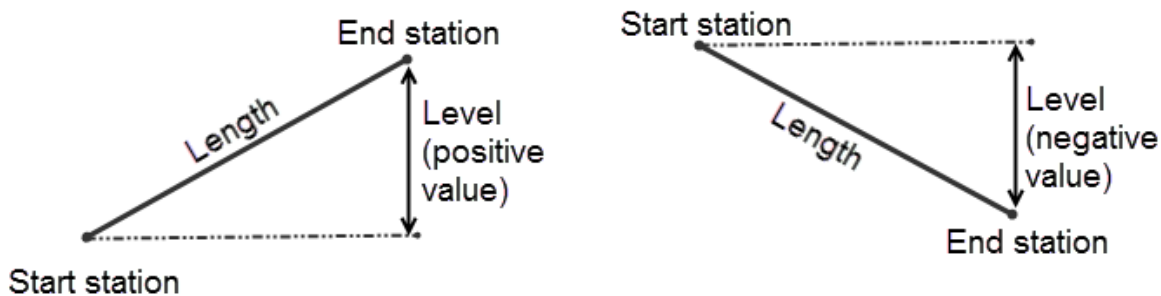 End station
Length
Level
(positive
value)
Start station
Start station
Length
Level
(negative
value)
End station